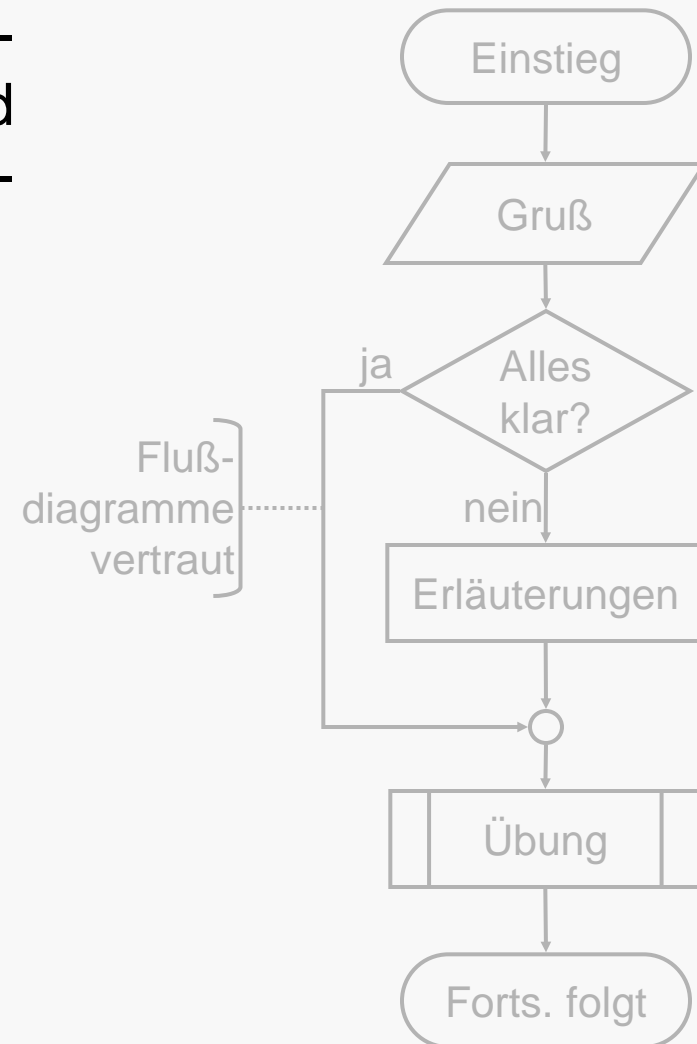 d
Einstieg
Gruß
ja
Alles
klar?
Fluß-
diagramme
vertraut
nein
Erläuterungen
Übung
Forts. folgt